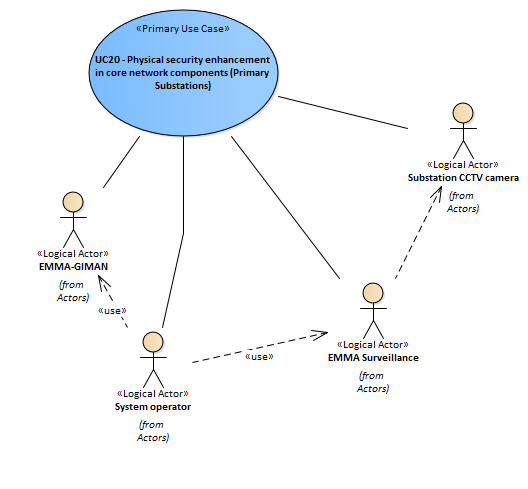 «Primary Use Case»
UC20 - Physical security enhancement
in core network components (Primary
Substations)
«Logical Actor»
Substation CCTV camera
(from
Actors)
«Logical Actor»
EMMA-GIMAN
(from
Actors)
«use»
«Logical Actor»
EMMA Surveillance
(from
Actors)
«use»
«Logical Actor»
System operator
(from
Actors)